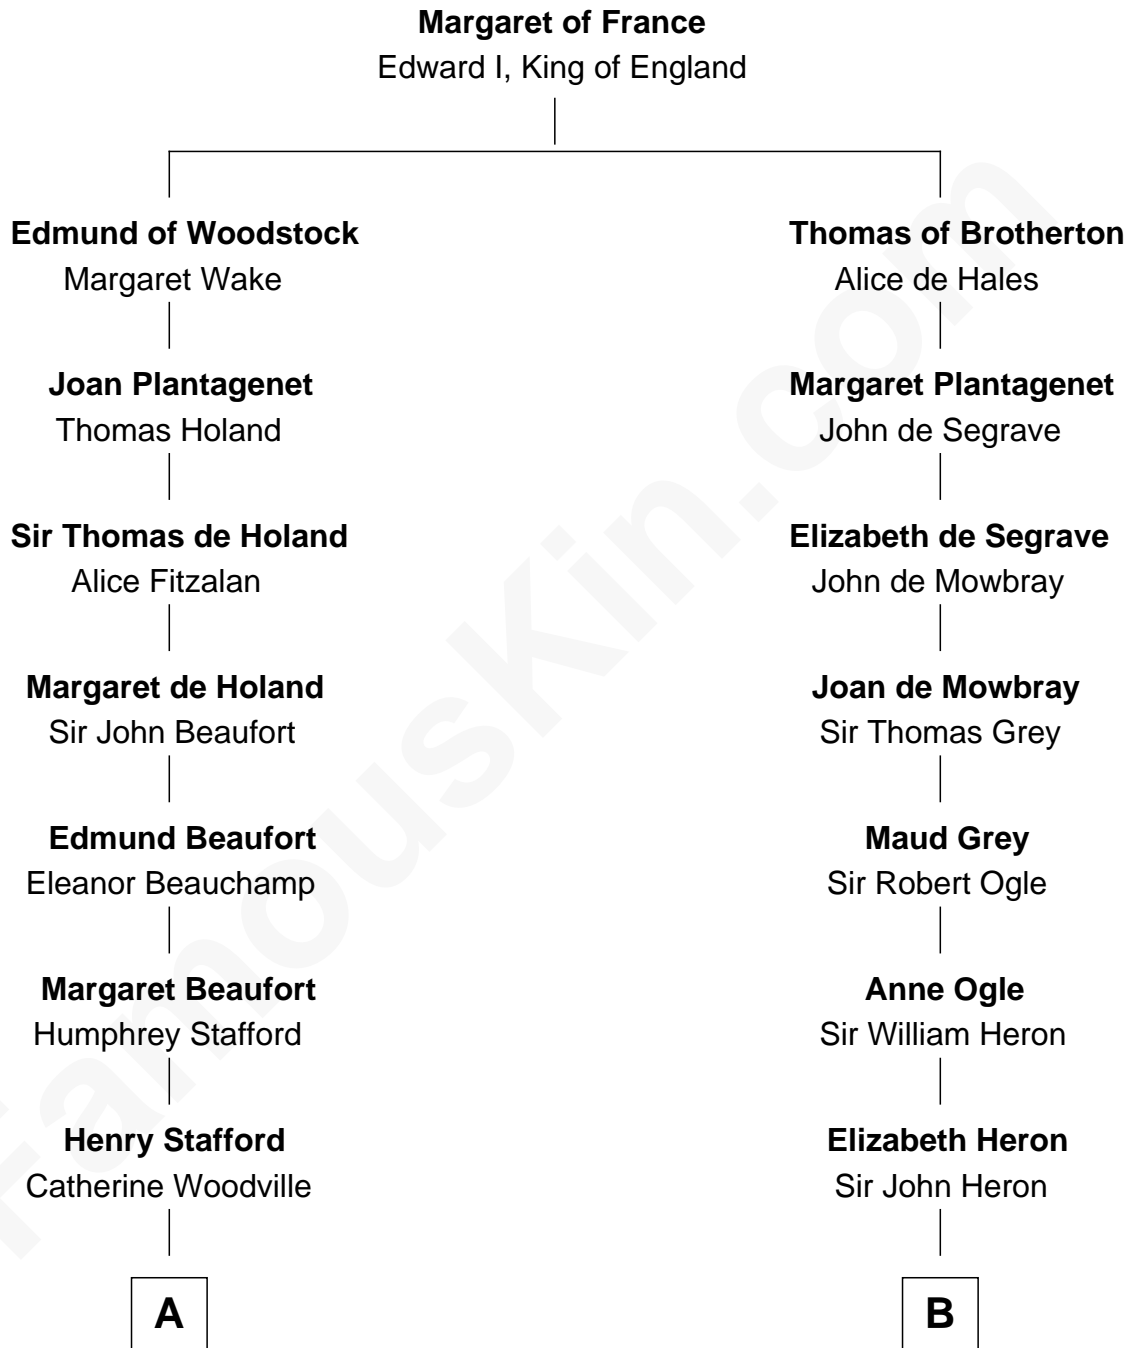 Margaret of France
Edward I, King of England
Edmund of Woodstock
Margaret Wake
Joan Plantagenet
Thomas Holand
Sir Thomas de Holand
Alice Fitzalan
Margaret de Holand
Sir John Beaufort
Edmund Beaufort
Eleanor Beauchamp
Margaret Beaufort
Humphrey Stafford
Henry Stafford
Catherine Woodville
A
Thomas of Brotherton
Alice de Hales
Margaret Plantagenet
John de Segrave
Elizabeth de Segrave
John de Mowbray
Joan de Mowbray
Sir Thomas Grey
Maud Grey
Sir Robert Ogle
Anne Ogle
Sir William Heron
Elizabeth Heron
Sir John Heron
B
FamousKin.com